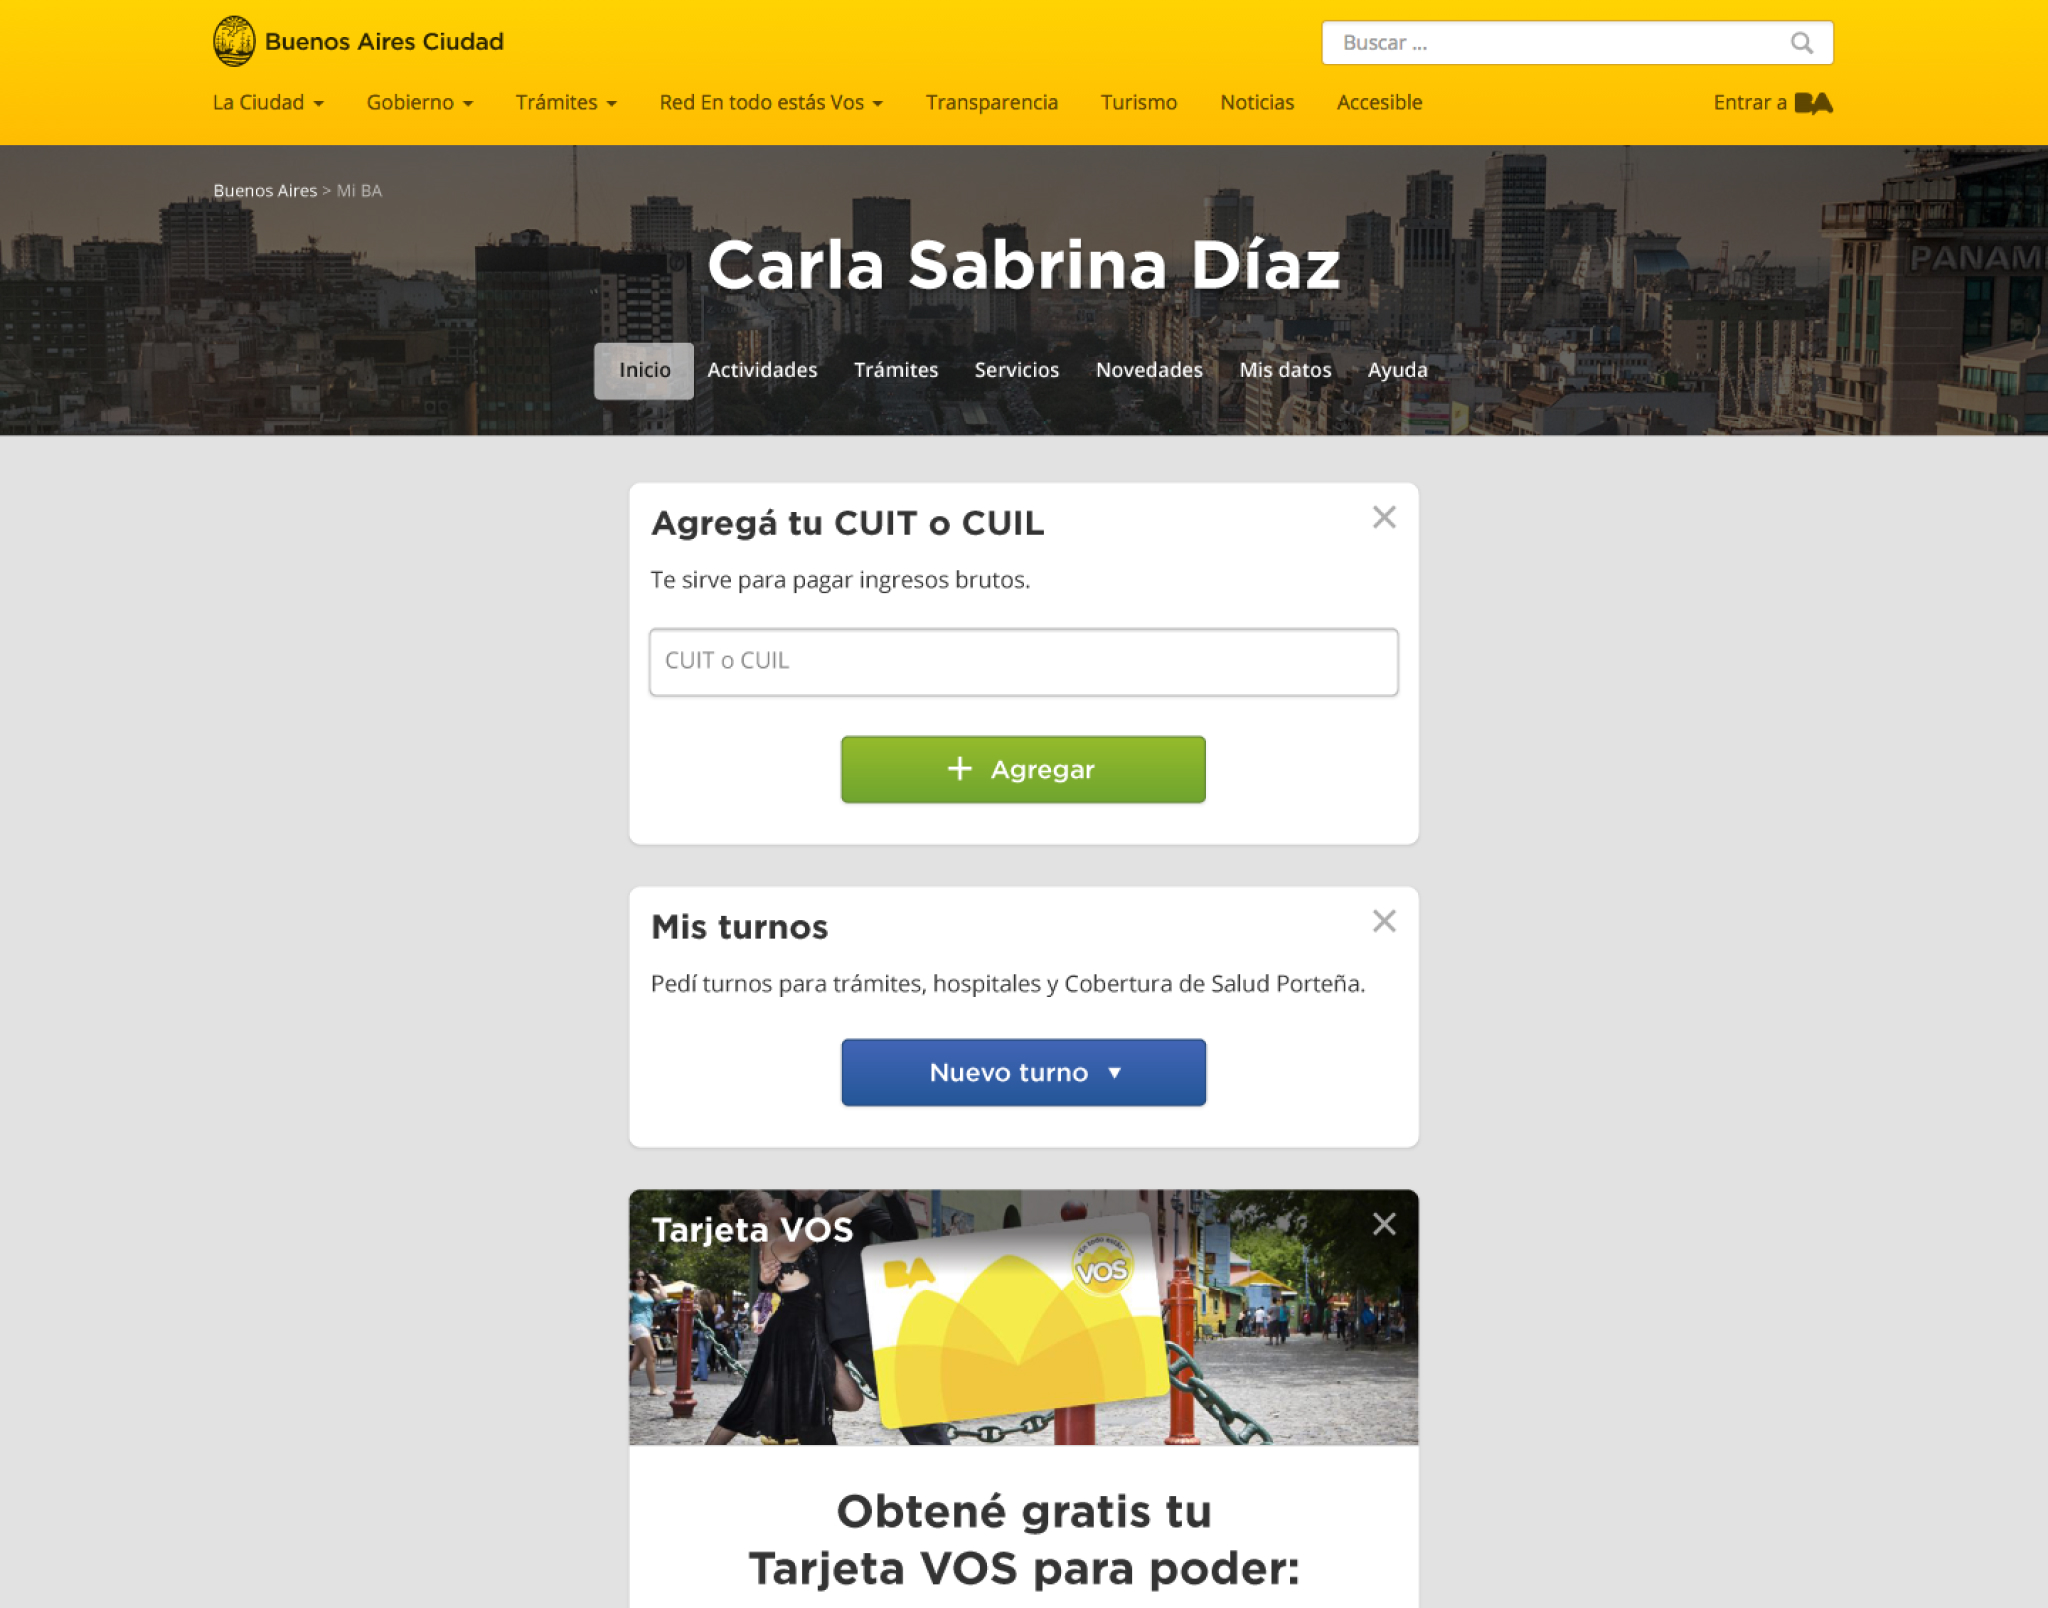 Buenos Aires Ciudad
Buscar ...
La Ciudad
Gobierno
Trámites
Red En todo estás Vos
Transparencia
Turismo
Noticias
Accesible
Entrar a BA
Buenos Aires > Mi BA
PANAM
Carla Sabrina Díaz
Inicio
Actividades
Trámites
Servicios
Novedades
Mis datos
Ayuda
Agregá tu CUIT o CUIL
Te sirve para pagar ingresos brutos.
CUIT o CUIL
+ Agregar
Mis turnos
Pedí turnos para trámites, hospitales y Cobertura de Salud Porteña.
Nuevo turno
Tarjeta VOS
BA
En todo estás
VOS
Obtené gratis tu
Tarjeta VOS para poder: